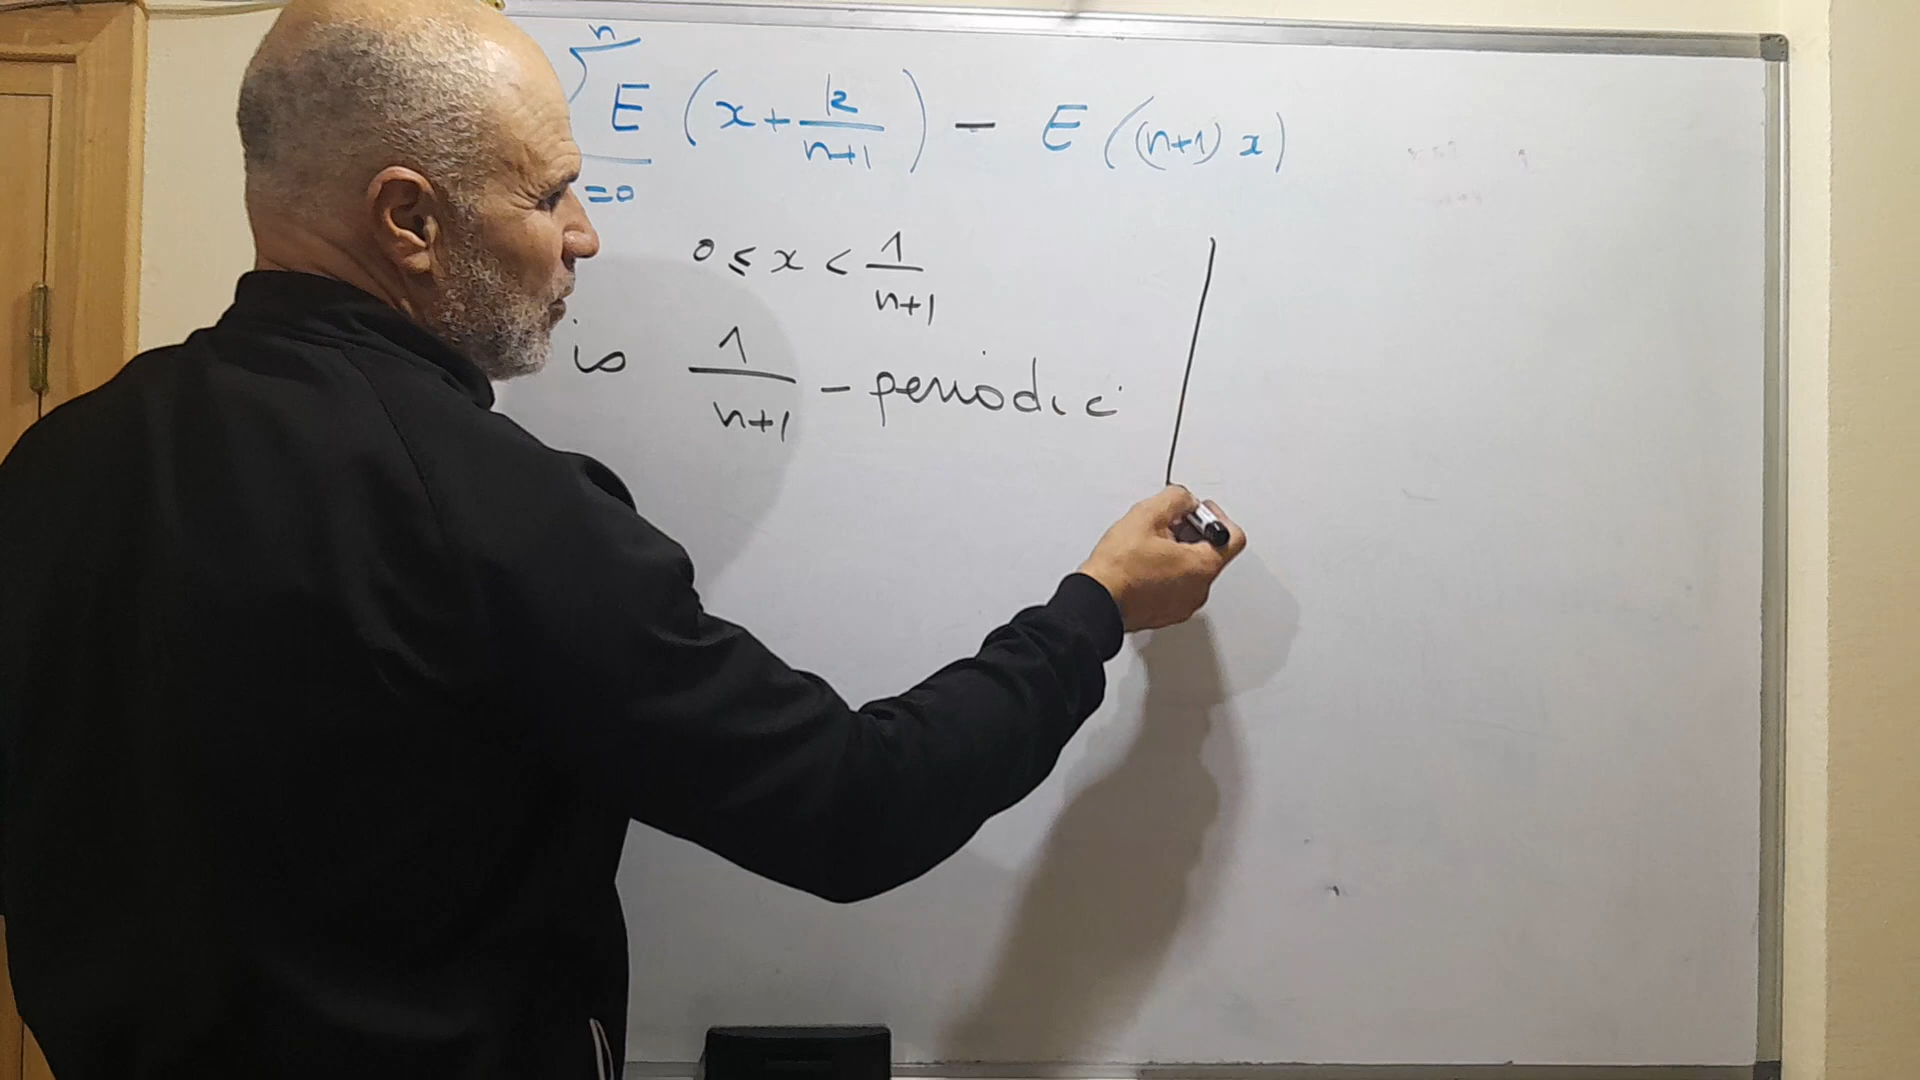 n
∑ E ( x + k/(n+1) ) - E ((n+1) x)
=0
0 ≤ x < 1/(n+1)
is 1/(n+1) - periodic